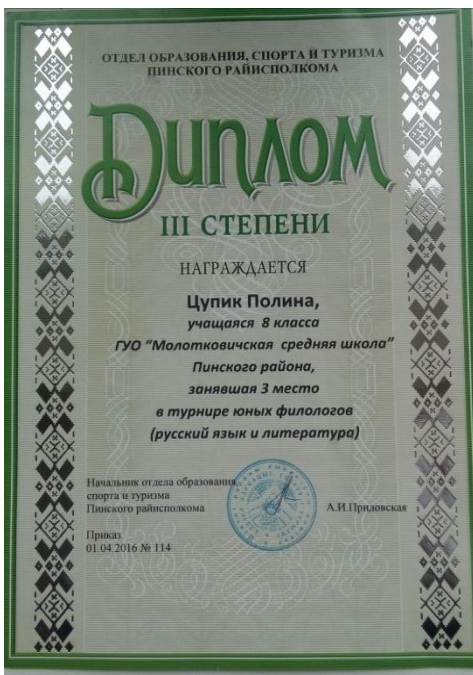 ОТДЕЛ ОБРАЗОВАНИЯ, СПОРТА И ТУРИЗМА
ПИНСКОГО РАЙИСПОЛКОМА
ДИПЛОМ
III СТЕПЕНИ
НАГРАЖДАЕТСЯ
Цупик Полина,
учащаяся 8 класса
ГУО "Молотковичская средняя школа"
Пинского района,
занявшая 3 место
в турнире юных филологов
(русский язык и литература)
Начальник отдела образования,
спорта и туризма
Пинского райисполкома А.И.Приловская
Приказ
01.04.2016 № 114